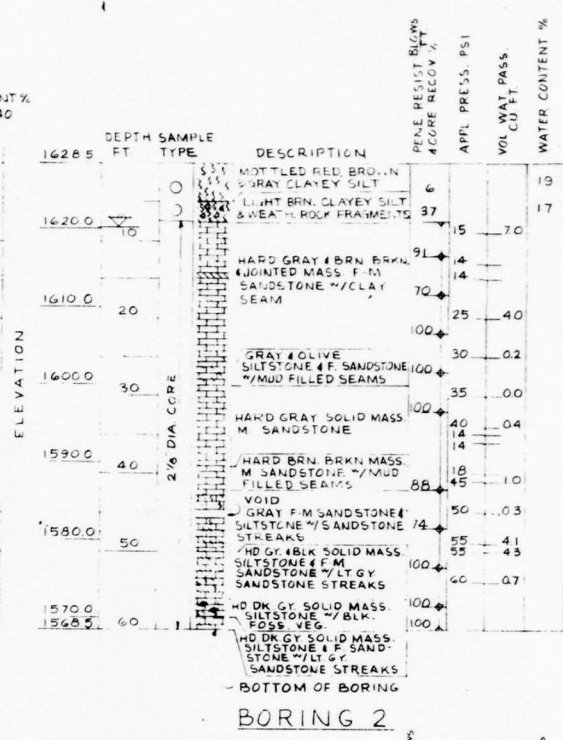 NT %
40
ELEVATION
DEPTH FT.
SAMPLE TYPE
DESCRIPTION
PENE. RESIST BLOWS
& CORE RECOV % FT
APPL PRESS. PSI
VOL WAT. PASS. CU FT.
WATER CONTENT %
1628 5
MOTTLED RED, BROWN
& GRAY CLAYEY SILT
6
19
LIGHT BRN. CLAYEY SILT
& WEATH. ROCK FRAGMENTS
37
17
1620.0
10
15
7.0
HARD GRAY & BRN BRKN.
& JOINTED MASS. F-M
SANDSTONE W/CLAY
SEAM
91
14
14
70
1610 0
20
25
4.0
100
GRAY & OLIVE
SILTSTONE & F. SANDSTONE
W/MUD FILLED SEAMS
30
0.2
100
1600 0
30
35
0.0
2 1/8 DIA CORE
HARD GRAY SOLID MASS.
M SANDSTONE
100
40
04
14
14
1590 0
40
HARD BRN. BRKN MASS.
M SANDSTONE W/MUD
FILLED SEAMS
18
88
45
1.0
VOID
GRAY F-M SANDSTONE &
SILTSTONE W/SANDSTONE
STREAKS
50
0.3
74
1580.0
50
55
4.1
55
4.3
HD GY. & BLK SOLID MASS.
SILTSTONE & F M
SANDSTONE W/LT. GY.
SANDSTONE STREAKS
100
60
0.7
1570 0
HD DK. GY. SOLID MASS.
SILTSTONE W/BLK.
FOSS. VEG.
100
1568.5
60
100
HD DK. GY. SOLID MASS.
SILTSTONE & F. SAND-
STONE W/LT GY.
SANDSTONE STREAKS
BOTTOM OF BORING
BORING 2